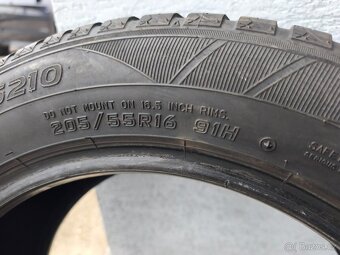 S210
DO NOT MOUNT ON 16.5 INCH RIMS.
205/55R16 91H